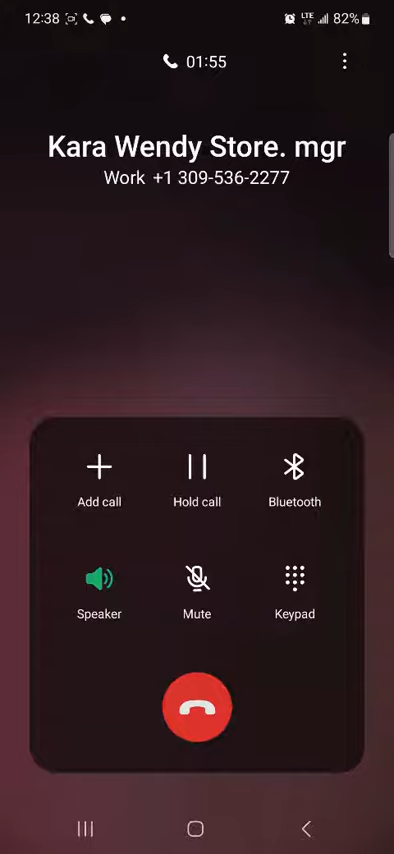 12:38 LTE 82%
01:55
Kara Wendy Store. mgr
Work +1 309-536-2277
Add call Hold call Bluetooth
Speaker Mute Keypad